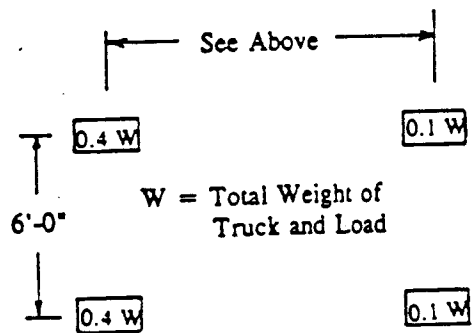 See Above
0.4 W
0.1 W
6'-0"
W = Total Weight of
Truck and Load
0.4 W
0.1 W